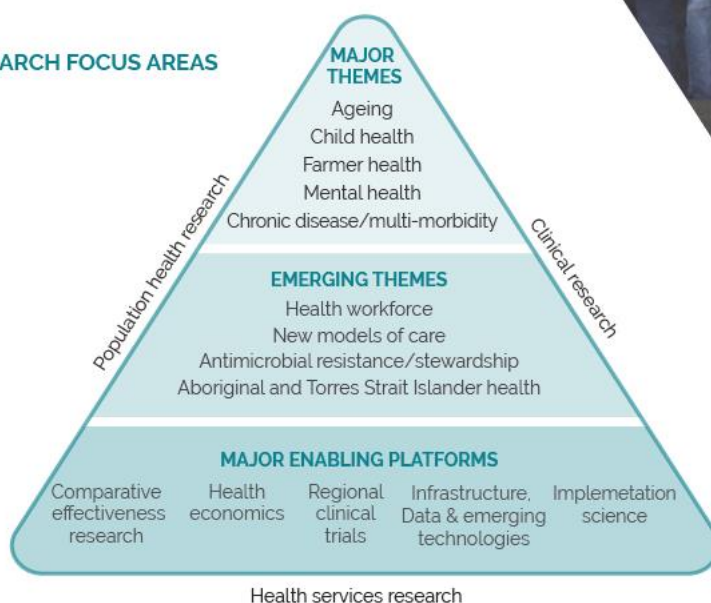 ARCH FOCUS AREAS
MAJOR
THEMES
Ageing
Child health
Farmer health
Mental health
Chronic disease/multi-morbidity
Population health research
Clinical research
EMERGING THEMES
Health workforce
New models of care
Antimicrobial resistance/stewardship
Aboriginal and Torres Strait Islander health
MAJOR ENABLING PLATFORMS
Comparative
effectiveness
research
Health
economics
Regional
clinical
trials
Infrastructure,
Data & emerging
technologies
Implemetation
science
Health services research